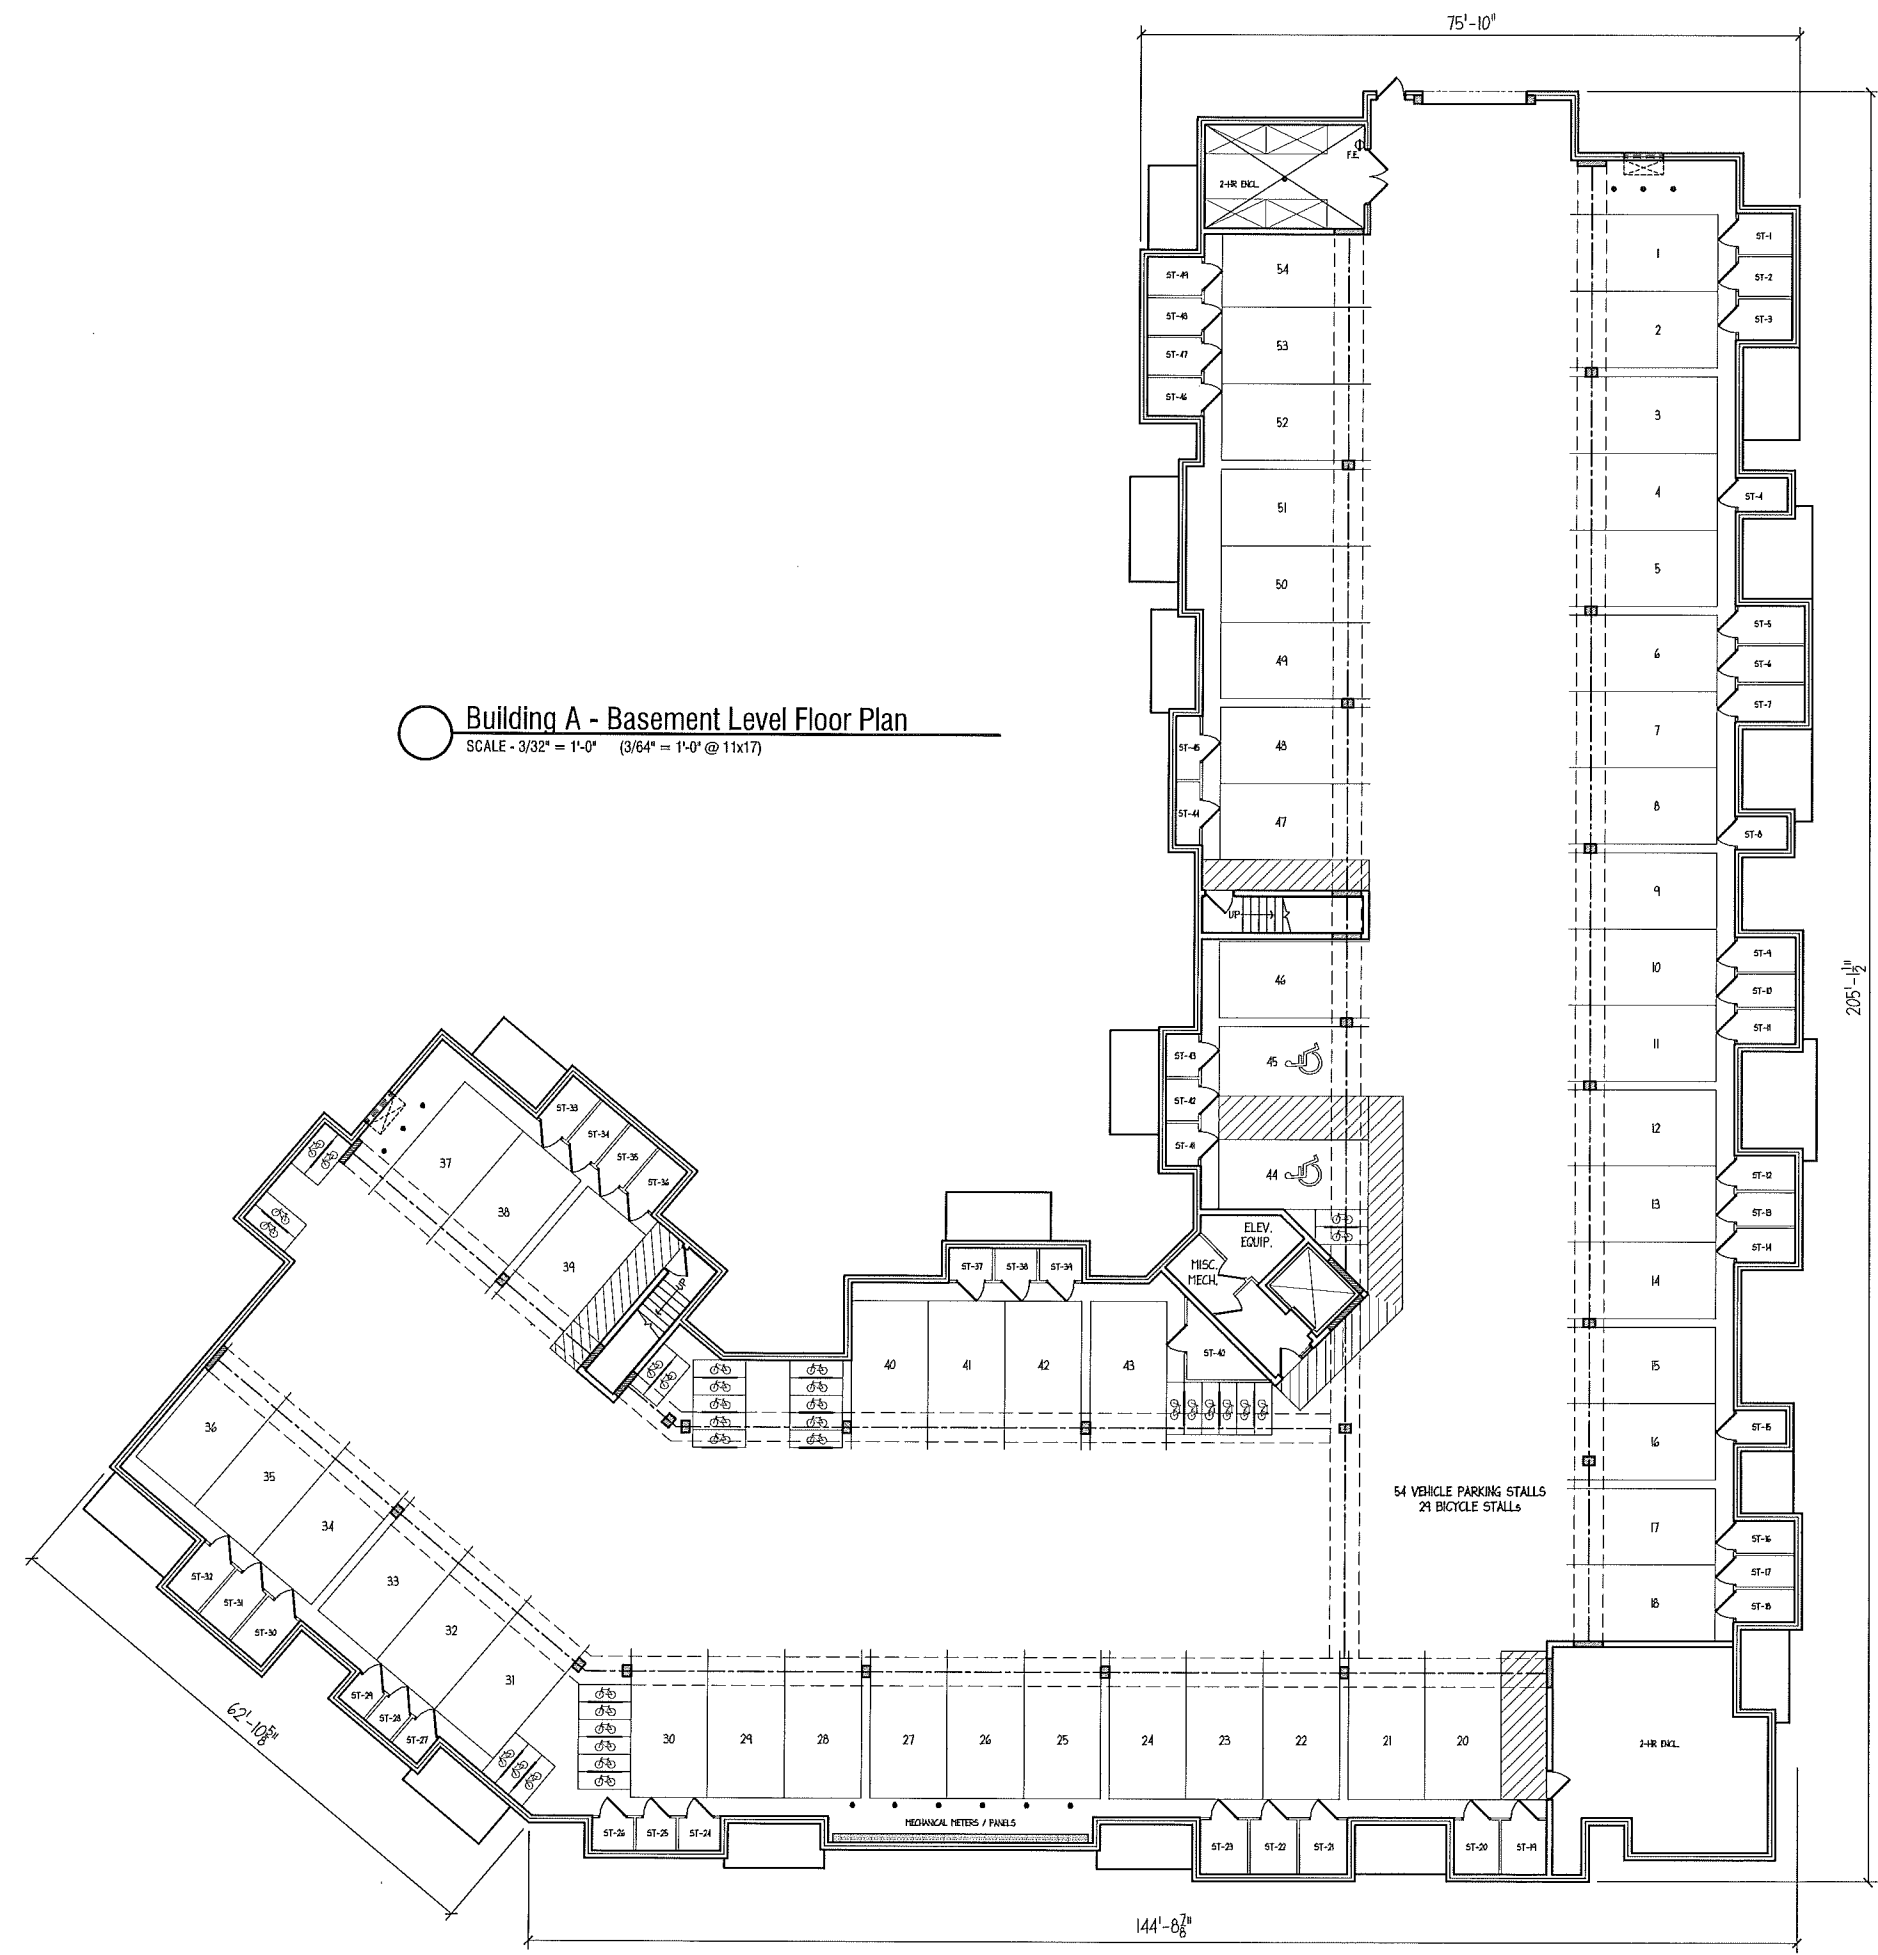 75'-10"
F.E.
2-HR ENCL.
ST-1
1
54
ST-49
ST-2
ST-48
ST-3
2
53
ST-47
ST-46
3
52
4
ST-4
51
5
50
ST-5
6
49
ST-6
ST-7
Building A - Basement Level Floor Plan
SCALE - 3/32" = 1'-0" (3/64" = 1'-0" @ 11x17)
7
48
ST-45
8
47
ST-44
ST-8
9
UP
ST-9
10
46
205'-1 1/2"
ST-10
ST-11
11
ST-43
45
ST-42
12
ST-41
44
ST-12
13
ST-13
ST-14
14
ST-33
ST-34
ST-35
ST-36
37
38
39
UP
ELEV.
EQUIP.
MISC.
MECH.
ST-37
ST-38
ST-39
40
41
42
43
ST-40
15
16
ST-15
36
35
34
33
32
31
54 VEHICLE PARKING STALLS
29 BICYCLE STALLs
17
ST-16
ST-17
18
ST-18
ST-32
ST-31
ST-30
ST-29
ST-28
ST-27
62'-10 5/8"
30
29
28
27
26
25
24
23
22
21
20
2-HR ENCL.
MECHANICAL METERS / PANELS
ST-26
ST-25
ST-24
ST-23
ST-22
ST-21
ST-20
ST-19
144'-8 7/8"